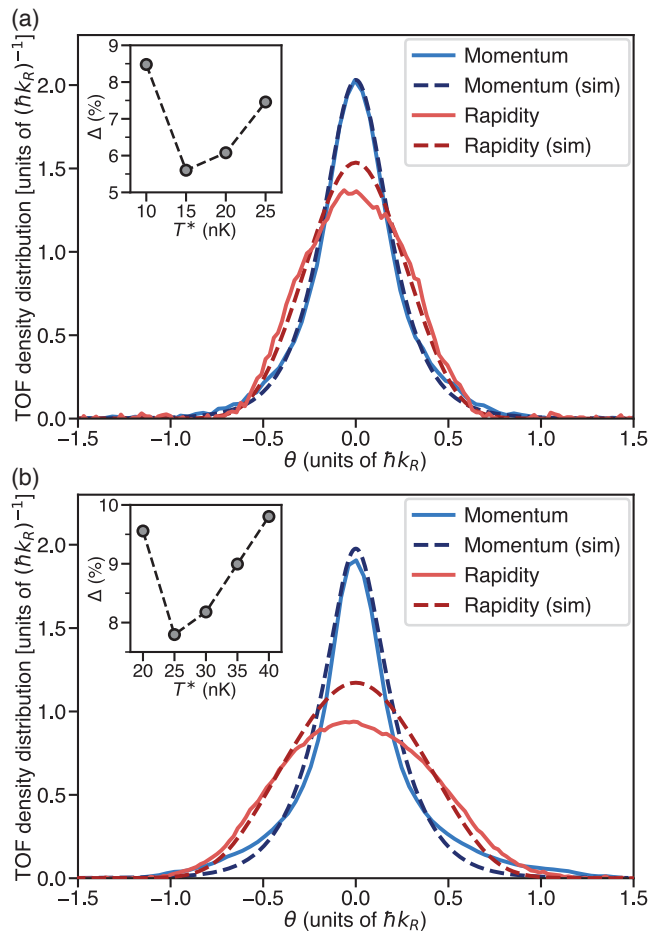 (a)
TOF density distribution [units of (ħk_R)⁻¹]
2.0
1.5
1.0
0.5
0.0
−1.5 −1.0 −0.5 0.0 0.5 1.0 1.5
θ (units of ħk_R)
Δ (%)
9
8
7
6
5
10 15 20 25
T* (nK)
Momentum
Momentum (sim)
Rapidity
Rapidity (sim)
(b)
TOF density distribution [units of (ħk_R)⁻¹]
2.0
1.5
1.0
0.5
0.0
−1.5 −1.0 −0.5 0.0 0.5 1.0 1.5
θ (units of ħk_R)
Δ (%)
10
9
8
20 25 30 35 40
T* (nK)
Momentum
Momentum (sim)
Rapidity
Rapidity (sim)